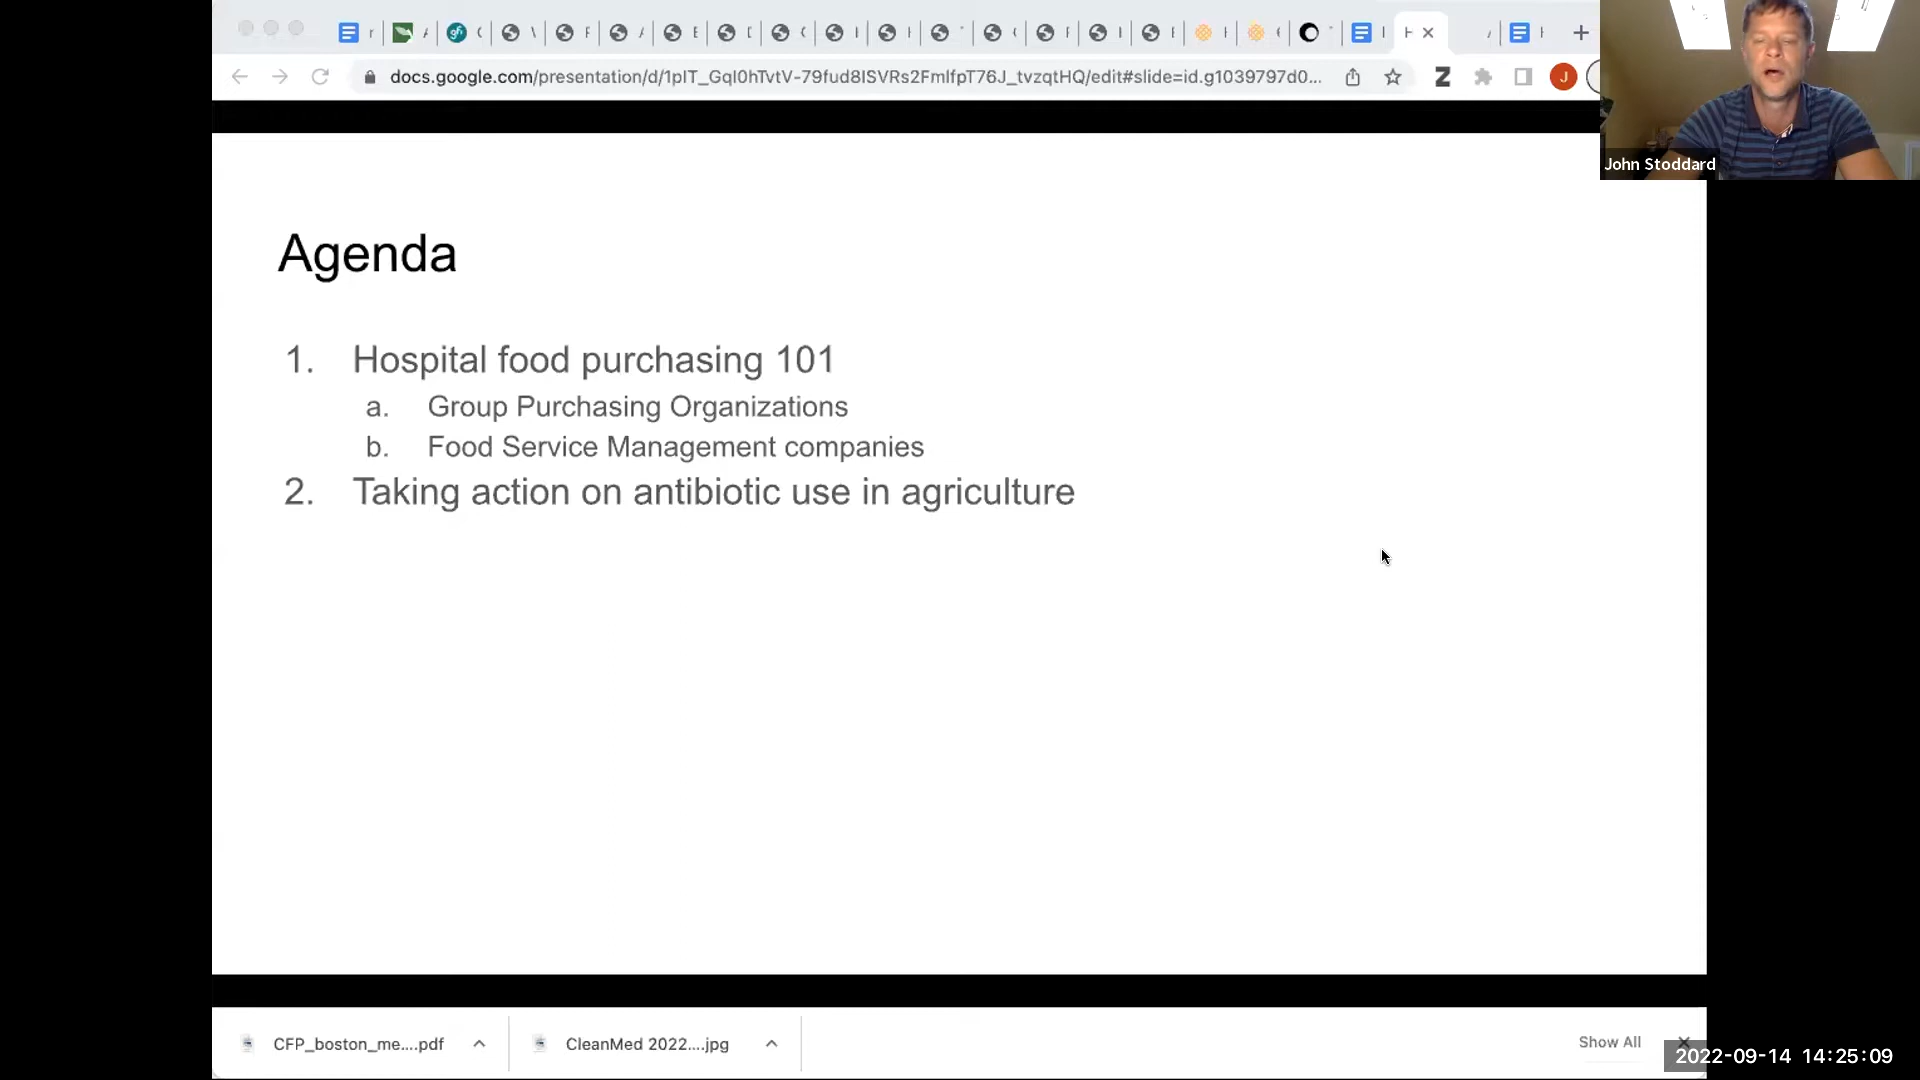 docs.google.com/presentation/d/1pIT_GqI0hTvtV-79fud8ISVRs2FmlfpT76J_tvzqtHQ/edit#slide=id.g1039797d0...
J
John Stoddard
Agenda
1. Hospital food purchasing 101
a. Group Purchasing Organizations
b. Food Service Management companies
2. Taking action on antibiotic use in agriculture
CFP_boston_me....pdf
CleanMed 2022....jpg
Show All
2022-09-14 14:25:09